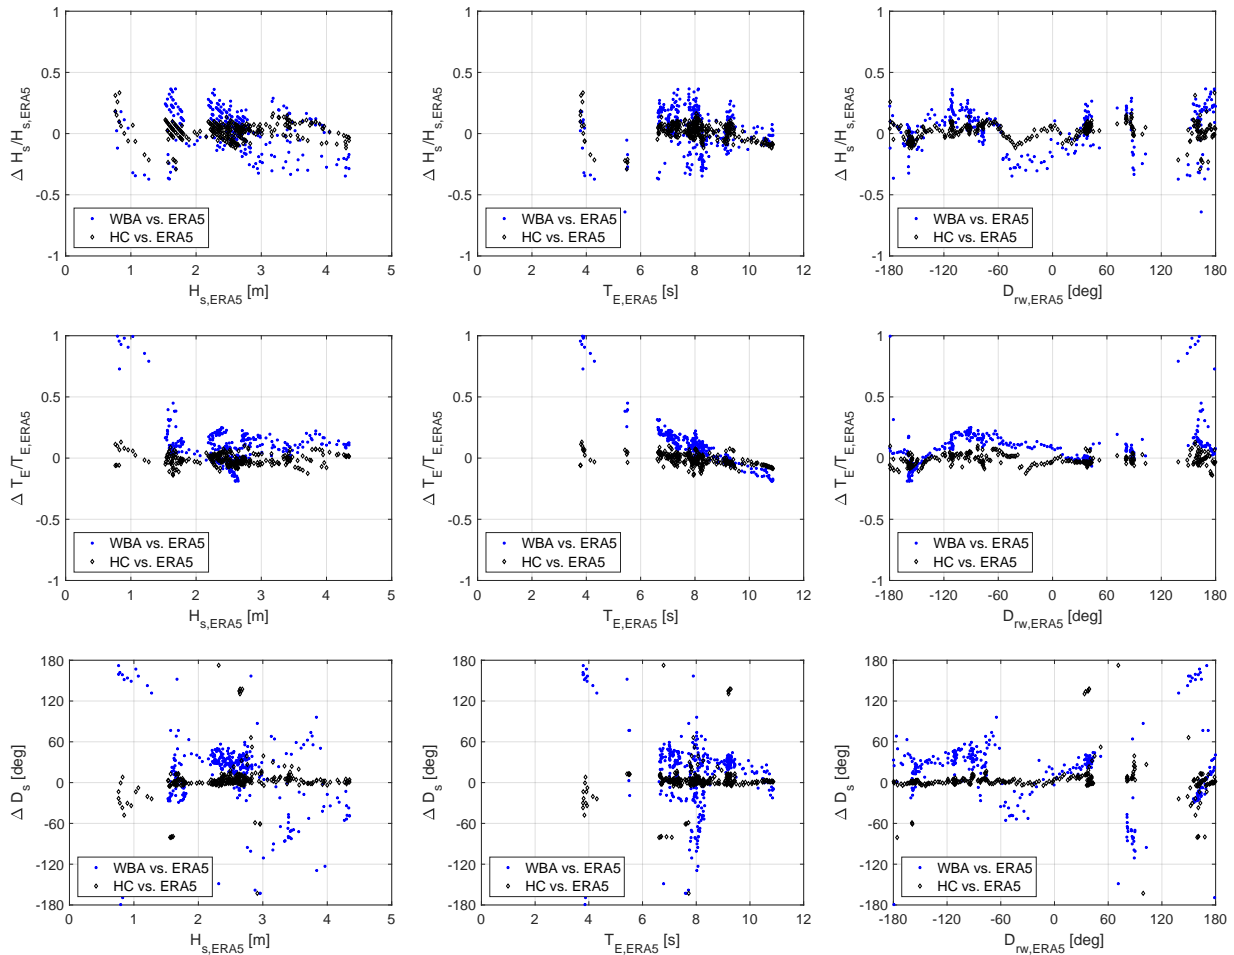 1
0.5
0
-0.5
-1
Δ H_s/H_s,ERA5
WBA vs. ERA5
HC vs. ERA5
0 1 2 3 4 5
H_s,ERA5 [m]
1
0.5
0
-0.5
-1
Δ H_s/H_s,ERA5
WBA vs. ERA5
HC vs. ERA5
0 2 4 6 8 10 12
T_E,ERA5 [s]
1
0.5
0
-0.5
-1
Δ H_s/H_s,ERA5
WBA vs. ERA5
HC vs. ERA5
-180 -120 -60 0 60 120 180
D_rw,ERA5 [deg]
1
0.5
0
-0.5
-1
Δ T_E/T_E,ERA5
WBA vs. ERA5
HC vs. ERA5
0 1 2 3 4 5
H_s,ERA5 [m]
1
0.5
0
-0.5
-1
Δ T_E/T_E,ERA5
WBA vs. ERA5
HC vs. ERA5
0 2 4 6 8 10 12
T_E,ERA5 [s]
1
0.5
0
-0.5
-1
Δ T_E/T_E,ERA5
WBA vs. ERA5
HC vs. ERA5
-180 -120 -60 0 60 120 180
D_rw,ERA5 [deg]
180
120
60
0
-60
-120
-180
Δ D_s [deg]
WBA vs. ERA5
HC vs. ERA5
0 1 2 3 4 5
H_s,ERA5 [m]
180
120
60
0
-60
-120
-180
Δ D_s [deg]
WBA vs. ERA5
HC vs. ERA5
0 2 4 6 8 10 12
T_E,ERA5 [s]
180
120
60
0
-60
-120
-180
Δ D_s [deg]
WBA vs. ERA5
HC vs. ERA5
-180 -120 -60 0 60 120 180
D_rw,ERA5 [deg]